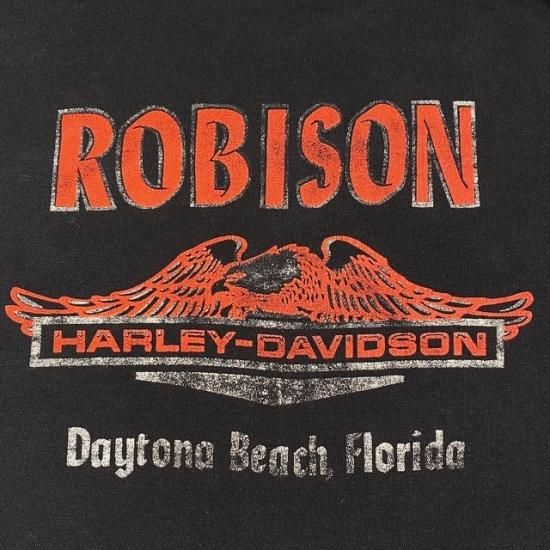 ROBISON
HARLEY-DAVIDSON
Daytona Beach, Florida